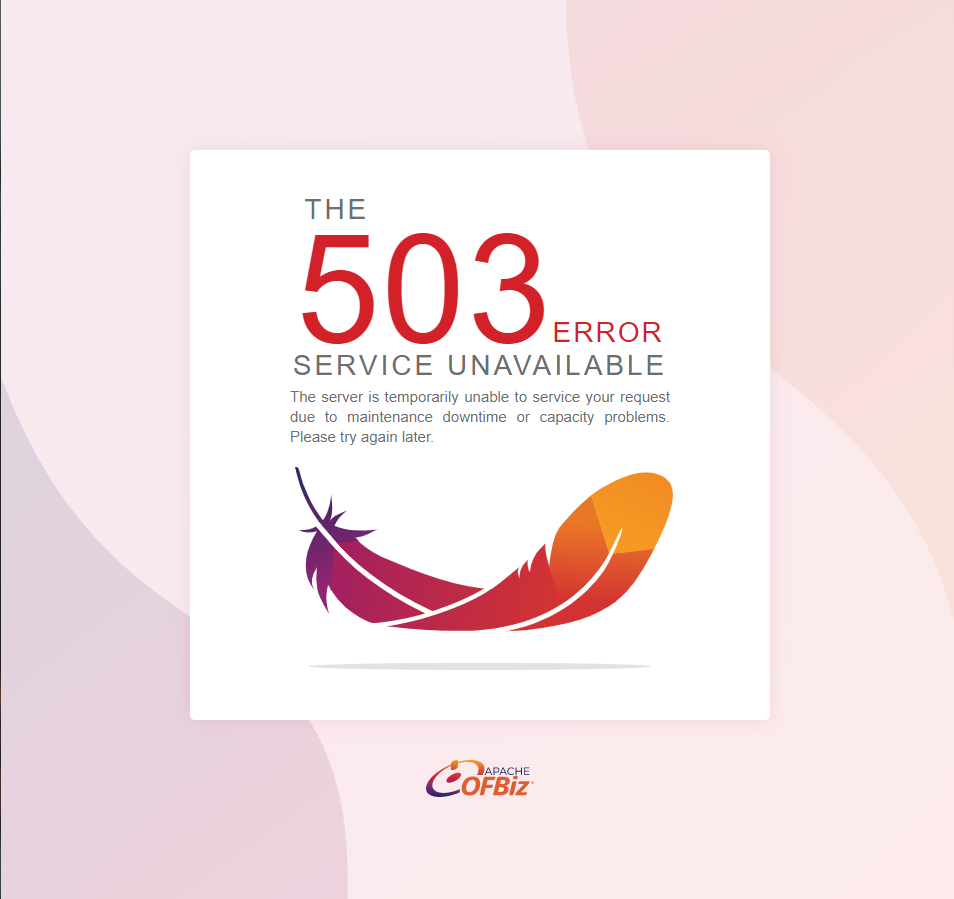 THE
503 ERROR
SERVICE UNAVAILABLE
The server is temporarily unable to service your request
due to maintenance downtime or capacity problems.
Please try again later.
APACHE
OFBiz